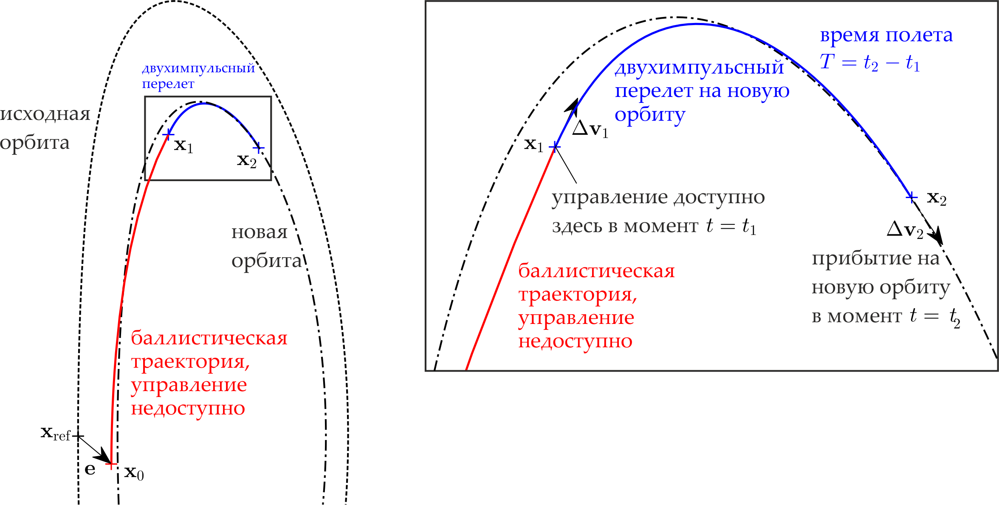 двухимпульсный
перелет
исходная
орбита
x₁
x₂
новая
орбита
баллистическая
траектория,
управление
недоступно
x_ref
e
x₀
время полета
T = t₂ − t₁
двухимпульсный
перелет на новую
орбиту
Δv₁
x₁
управление доступно
здесь в момент t = t₁
x₂
Δv₂
прибытие на
новую орбиту
в момент t = t₂
баллистическая
траектория,
управление
недоступно